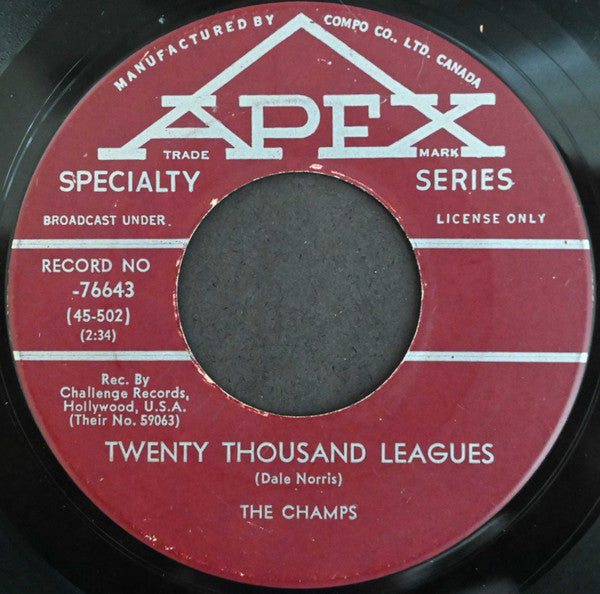 MANUFACTURED BY COMPO CO., LTD. CANADA
APEX
TRADE MARK
SPECIALTY SERIES
BROADCAST UNDER LICENSE ONLY
RECORD NO
-76643
(45-502)
(2:34)
Rec. By
Challenge Records,
Hollywood, U.S.A.
(Their No. 59063)
TWENTY THOUSAND LEAGUES
(Dale Norris)
THE CHAMPS